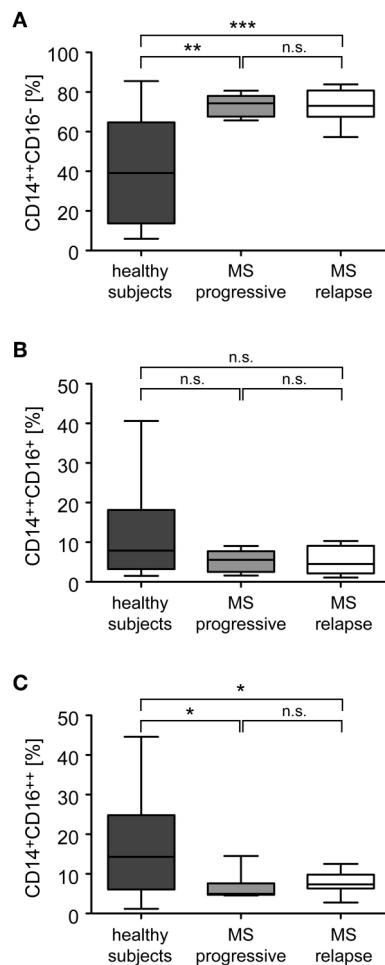 A
***
** n.s.
CD14⁺⁺CD16⁻ [%]
100
80
60
40
20
0
healthy subjects
MS progressive
MS relapse
B
n.s.
n.s. n.s.
CD14⁺⁺CD16⁺ [%]
50
40
30
20
10
0
healthy subjects
MS progressive
MS relapse
C
*
* n.s.
CD14+CD16⁺⁺ [%]
50
40
30
20
10
0
healthy subjects
MS progressive
MS relapse